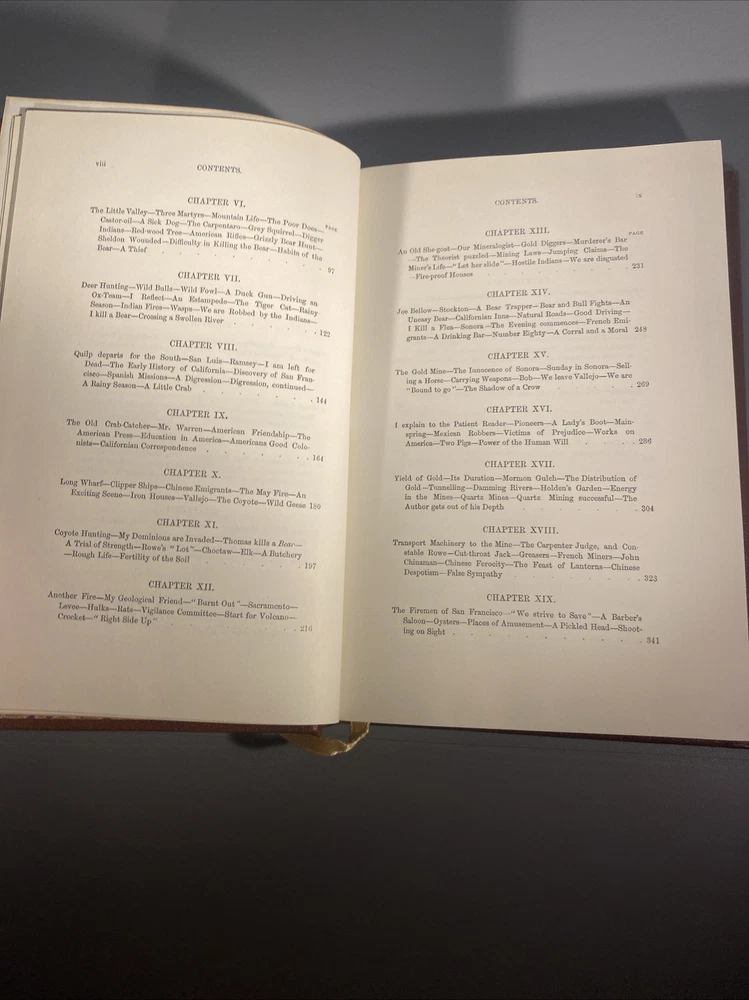 viii
CONTENTS.
CHAPTER VI.
PAGE
The Little Valley—Three Martyrs—Mountain Life—The Poor Does—
Castor-oil—A Sick Dog—The Carpentaro—Grey Squirrel—Digger
Indians—Red-wood Tree—American Rifles—Grizzly Bear Hunt—
Sheldon Wounded—Difficulty in Killing the Bear—Habits of the
Bear—A Thief . . . . . . 97
CHAPTER VII.
Deer Hunting—Wild Bulls—Wild Fowl—A Duck Gun—Driving an
Ox-Team—I Reflect—An Estampede—The Tiger Cat—Rainy
Season—Indian Fires—Wasps—We are Robbed by the Indians—
I kill a Bear—Crossing a Swollen River . . . . 122
CHAPTER VIII.
Quilp departs for the South—San Luis—Ramsey—I am left for
Dead—The Early History of California—Discovery of San Fran-
cisco—Spanish Missions—A Digression—Digression, continued—
A Rainy Season—A Little Crab . . . . . 144
CHAPTER IX.
The Old Crab-Catcher—Mr. Warren—American Friendship—The
American Press—Education in America—Americans Good Colo-
nists—Californian Correspondence . . . . . 164
CHAPTER X.
Long Wharf—Clipper Ships—Chinese Emigrants—The May Fire—An
Exciting Scene—Iron Houses—Vallejo—The Coyote—Wild Geese 180
CHAPTER XI.
Coyote Hunting—My Dominions are Invaded—Thomas kills a Bear—
A Trial of Strength—Rowe's "Lot"—Choctaw—Elk—A Butchery
—Rough Life—Fertility of the Soil . . . . . 197
CHAPTER XII.
Another Fire—My Geological Friend—"Burnt Out"—Sacramento—
Levee—Hulks—Rats—Vigilance Committee—Start for Volcano—
Crocket—"Right Side Up" . . . . . . 216
CONTENTS.
ix
CHAPTER XIII.
PAGE
An Old She-goat—Our Mineralogist—Gold Diggers—Murderer's Bar
—The Theorist puzzled—Mining Laws—Jumping Claims—The
Miner's Life—"Let her slide"—Hostile Indians—We are disgusted
—Fire-proof Houses . . . . . . 231
CHAPTER XIV.
Joe Bellow—Stockton—A Bear Trapper—Bear and Bull Fights—An
Uneasy Bear—Californian Inns—Natural Roads—Good Driving—
I Kill a Flea—Sonora—The Evening commences—French Emi-
grants—A Drinking Bar—Number Eighty—A Corral and a Moral 248
CHAPTER XV.
The Gold Mine—The Innocence of Sonora—Sunday in Sonora—Sell-
ing a Horse—Carrying Weapons—Bob—We leave Vallejo—We are
"Bound to go"—The Shadow of a Crow . . . . 269
CHAPTER XVI.
I explain to the Patient Reader—Pioneers—A Lady's Boot—Main-
spring—Mexican Robbers—Victims of Prejudice—Works on
America—Two Pigs—Power of the Human Will . . . . 286
CHAPTER XVII.
Yield of Gold—Its Duration—Mormon Gulch—The Distribution of
Gold—Tunnelling—Damming Rivers—Holden's Garden—Energy
in the Mines—Quartz Mines—Quartz Mining successful—The
Author gets out of his Depth . . . . . 304
CHAPTER XVIII.
Transport Machinery to the Mine—The Carpenter Judge, and Con-
stable Rowe—Cut-throat Jack—Greasers—French Miners—John
Chinaman—Chinese Ferocity—The Feast of Lanterns—Chinese
Despotism—False Sympathy . . . . . 323
CHAPTER XIX.
The Firemen of San Francisco—"We strive to Save"—A Barber's
Saloon—Oysters—Places of Amusement—A Pickled Head—Shoot-
ing on Sight . . . . . . . 341